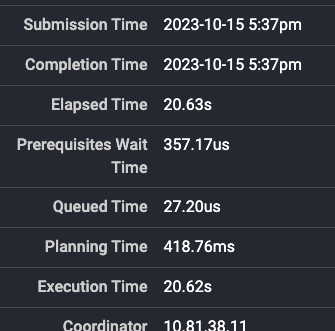 Submission Time 2023-10-15 5:37pm
Completion Time 2023-10-15 5:37pm
Elapsed Time 20.63s
Prerequisites Wait 357.17us
Time
Queued Time 27.20us
Planning Time 418.76ms
Execution Time 20.62s
Coordinator 10.81.38.11